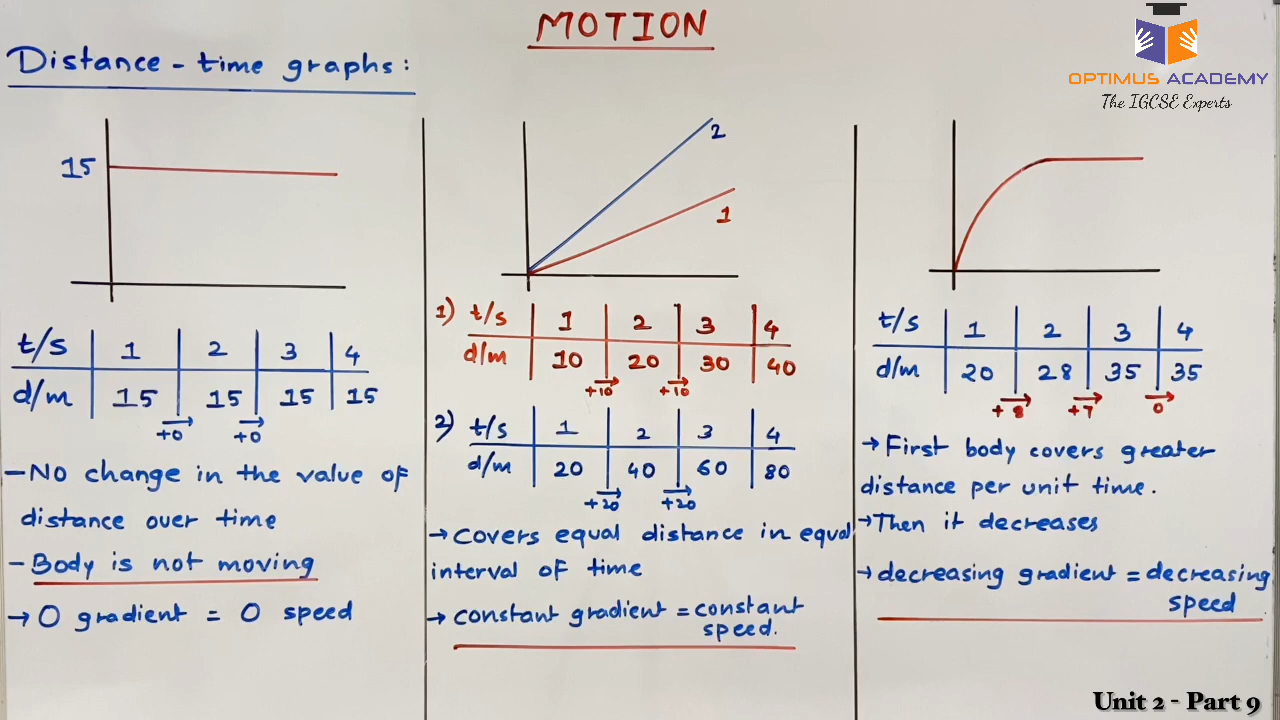 MOTION
OPTIMUS ACADEMY
The IGCSE Experts
Distance - time graphs:
15
t/s 1 2 3 4
d/m 15 15 15 15
+0 +0
- No change in the value of
distance over time
- Body is not moving
→ 0 gradient = 0 speed
2
1
1) t/s 1 2 3 4
d/m 10 20 30 40
+10 +10
2) t/s 1 2 3 4
d/m 20 40 60 80
+20 +20
→ covers equal distance in equal
interval of time
→ constant gradient = constant
speed.
t/s 1 2 3 4
d/m 20 28 35 35
+8 +7 0
→ First body covers greater
distance per unit time.
→ Then it decreases
→ decreasing gradient = decreasing
speed
Unit 2 - Part 9